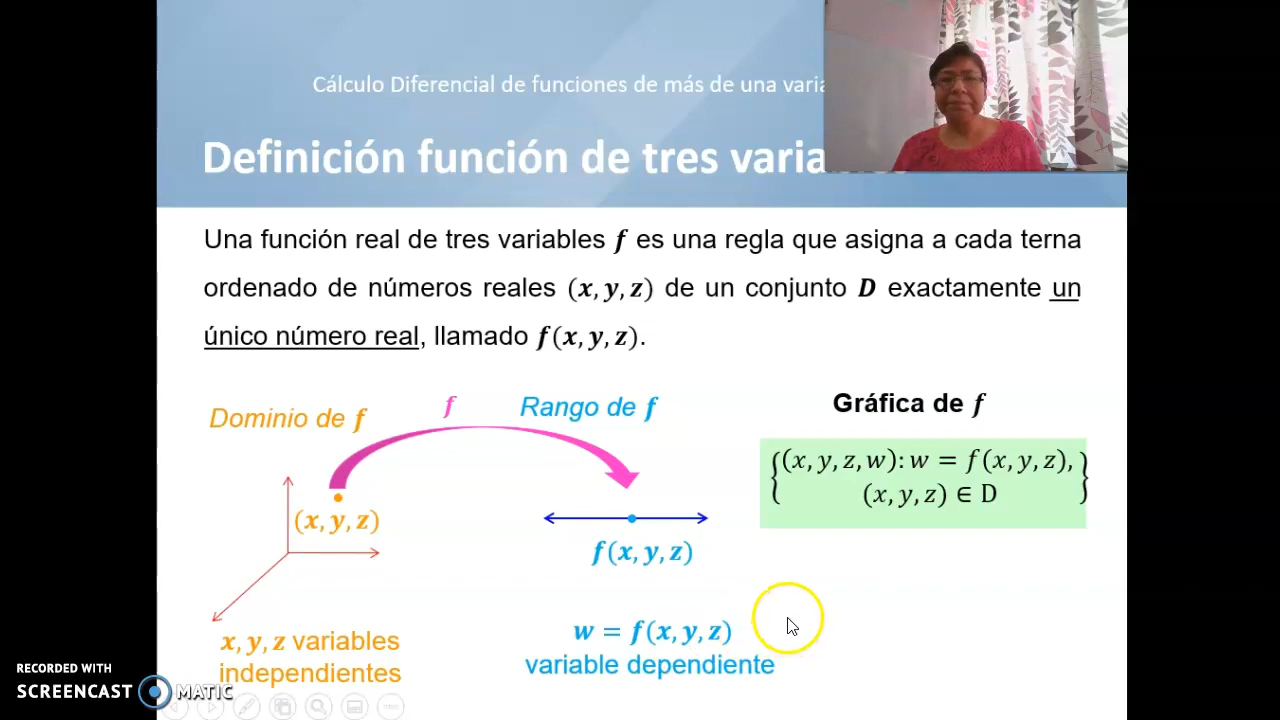 Cálculo Diferencial de funciones de más de una varia
Definición función de tres varia
Una función real de tres variables f es una regla que asigna a cada terna
ordenado de números reales (x, y, z) de un conjunto D exactamente un
único número real, llamado f(x, y, z).
Dominio de f
f
Rango de f
Gráfica de f
{(x, y, z, w): w = f(x, y, z),
(x, y, z) ∈ D}
(x, y, z)
f(x, y, z)
x, y, z variables
independientes
w = f(x, y, z)
variable dependiente
RECORDED WITH
SCREENCAST MATIC